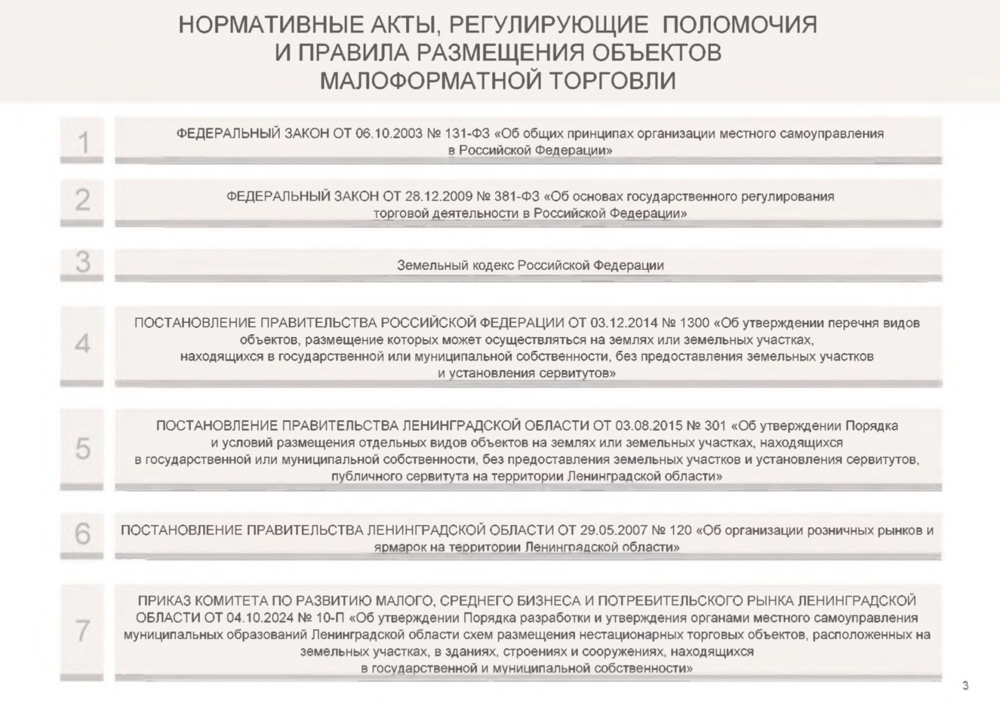 НОРМАТИВНЫЕ АКТЫ, РЕГУЛИРУЮЩИЕ ПОЛОМОЧИЯ
И ПРАВИЛА РАЗМЕЩЕНИЯ ОБЪЕКТОВ
МАЛОФОРМАТНОЙ ТОРГОВЛИ
1
ФЕДЕРАЛЬНЫЙ ЗАКОН ОТ 06.10.2003 № 131-ФЗ «Об общих принципах организации местного самоуправления
в Российской Федерации»
2
ФЕДЕРАЛЬНЫЙ ЗАКОН ОТ 28.12.2009 № 381-ФЗ «Об основах государственного регулирования
торговой деятельности в Российской Федерации»
3
Земельный кодекс Российской Федерации
4
ПОСТАНОВЛЕНИЕ ПРАВИТЕЛЬСТВА РОССИЙСКОЙ ФЕДЕРАЦИИ ОТ 03.12.2014 № 1300 «Об утверждении перечня видов
объектов, размещение которых может осуществляться на землях или земельных участках,
находящихся в государственной или муниципальной собственности, без предоставления земельных участков
и установления сервитутов»
5
ПОСТАНОВЛЕНИЕ ПРАВИТЕЛЬСТВА ЛЕНИНГРАДСКОЙ ОБЛАСТИ ОТ 03.08.2015 № 301 «Об утверждении Порядка
и условий размещения отдельных видов объектов на землях или земельных участках, находящихся
в государственной или муниципальной собственности, без предоставления земельных участков и установления сервитутов,
публичного сервитута на территории Ленинградской области»
6
ПОСТАНОВЛЕНИЕ ПРАВИТЕЛЬСТВА ЛЕНИНГРАДСКОЙ ОБЛАСТИ ОТ 29.05.2007 № 120 «Об организации розничных рынков и
ярмарок на территории Ленинградской области»
7
ПРИКАЗ КОМИТЕТА ПО РАЗВИТИЮ МАЛОГО, СРЕДНЕГО БИЗНЕСА И ПОТРЕБИТЕЛЬСКОГО РЫНКА ЛЕНИНГРАДСКОЙ
ОБЛАСТИ ОТ 04.10.2024 № 10-П «Об утверждении Порядка разработки и утверждения органами местного самоуправления
муниципальных образований Ленинградской области схем размещения нестационарных торговых объектов, расположенных на
земельных участках, в зданиях, строениях и сооружениях, находящихся
в государственной и муниципальной собственности»
3